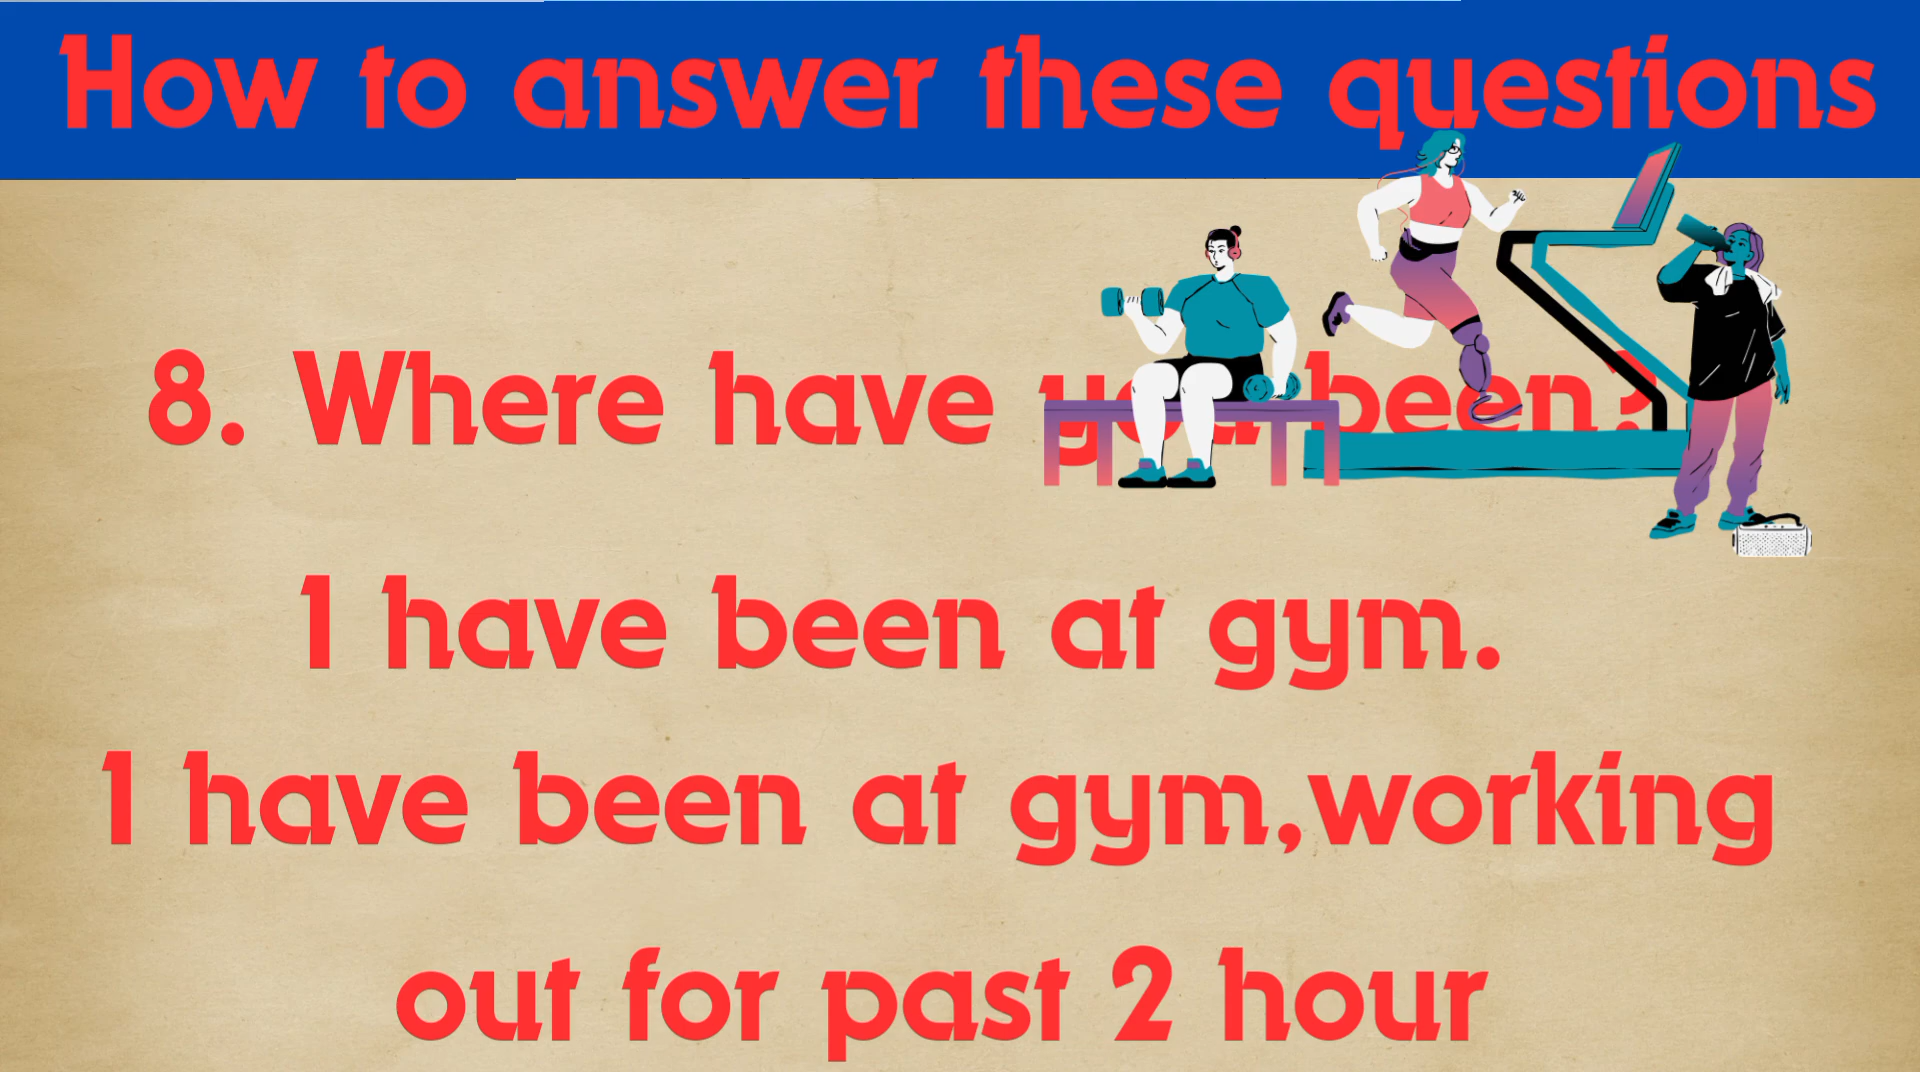 How to answer these questions
8. Where have you been?
I have been at gym.
I have been at gym,working
out for past 2 hour